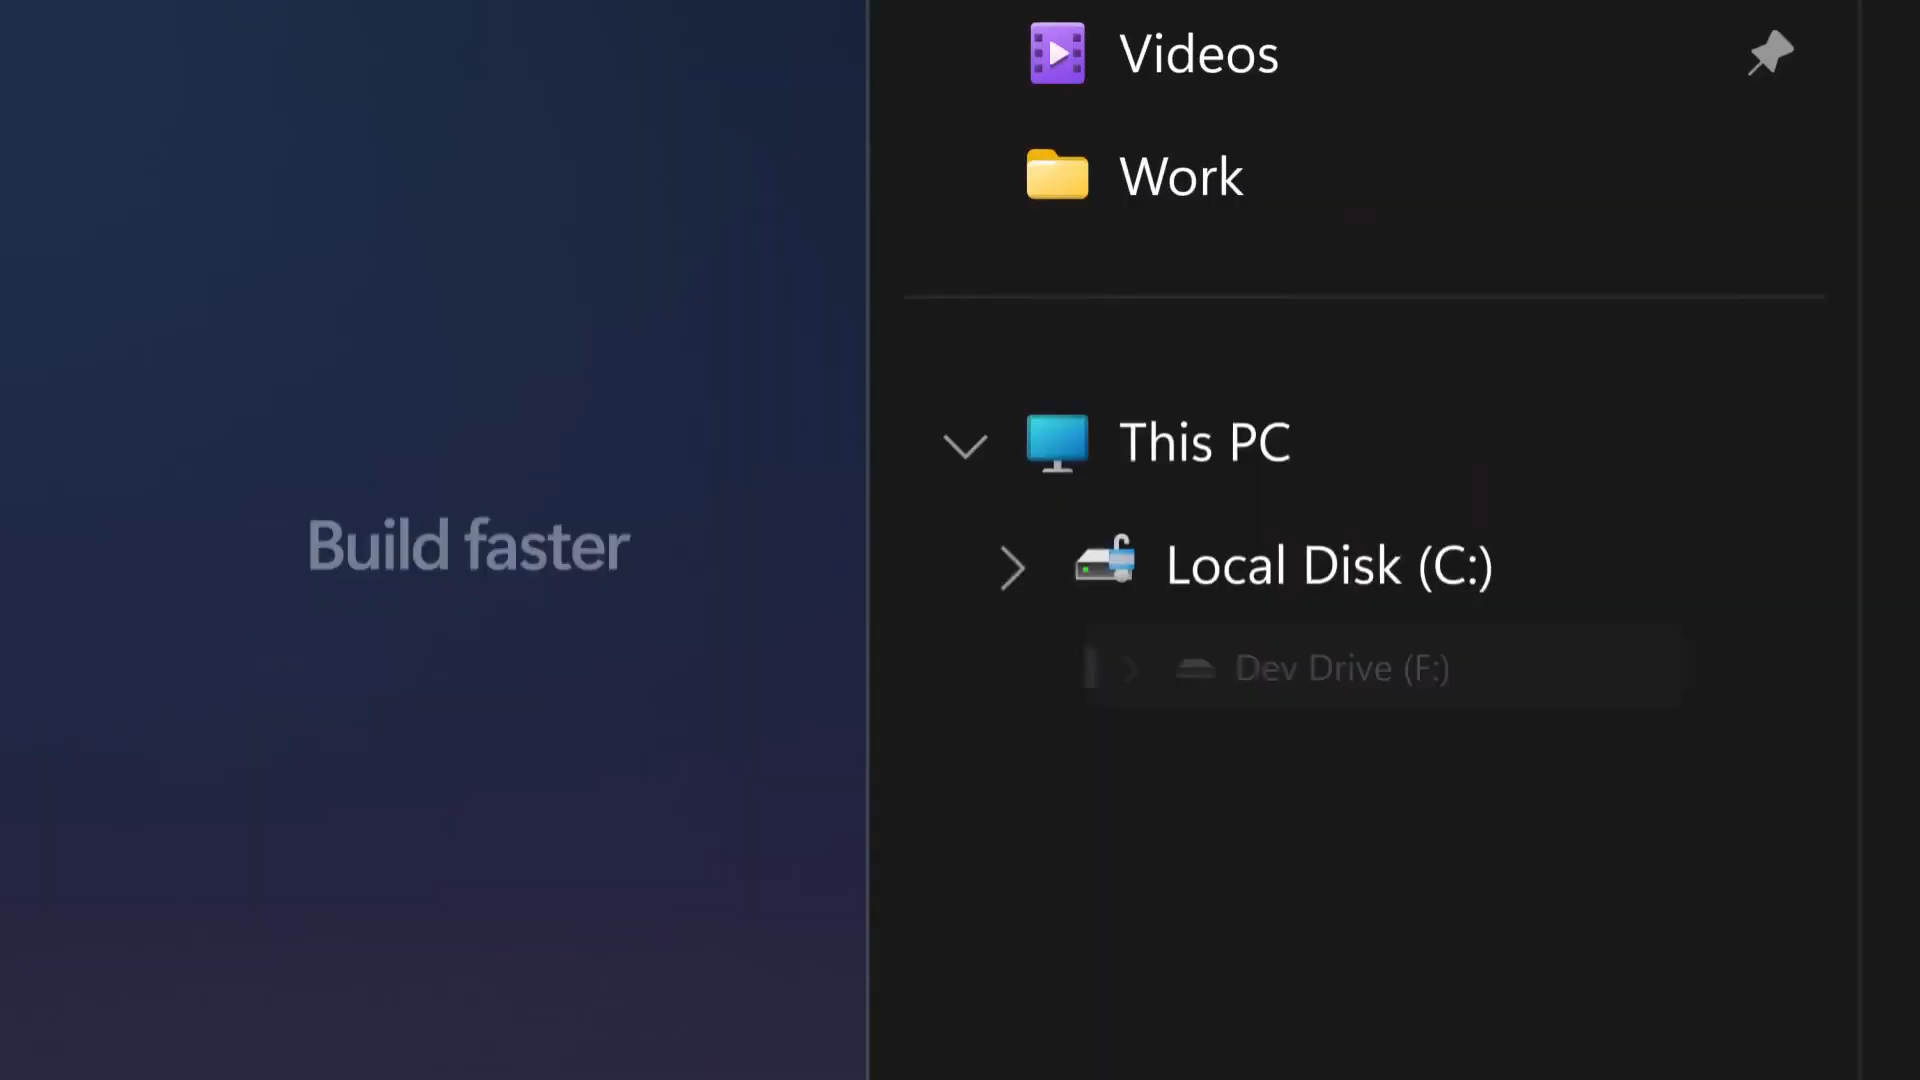 Videos
Work
This PC
Build faster
Local Disk (C:)
Dev Drive (F:)